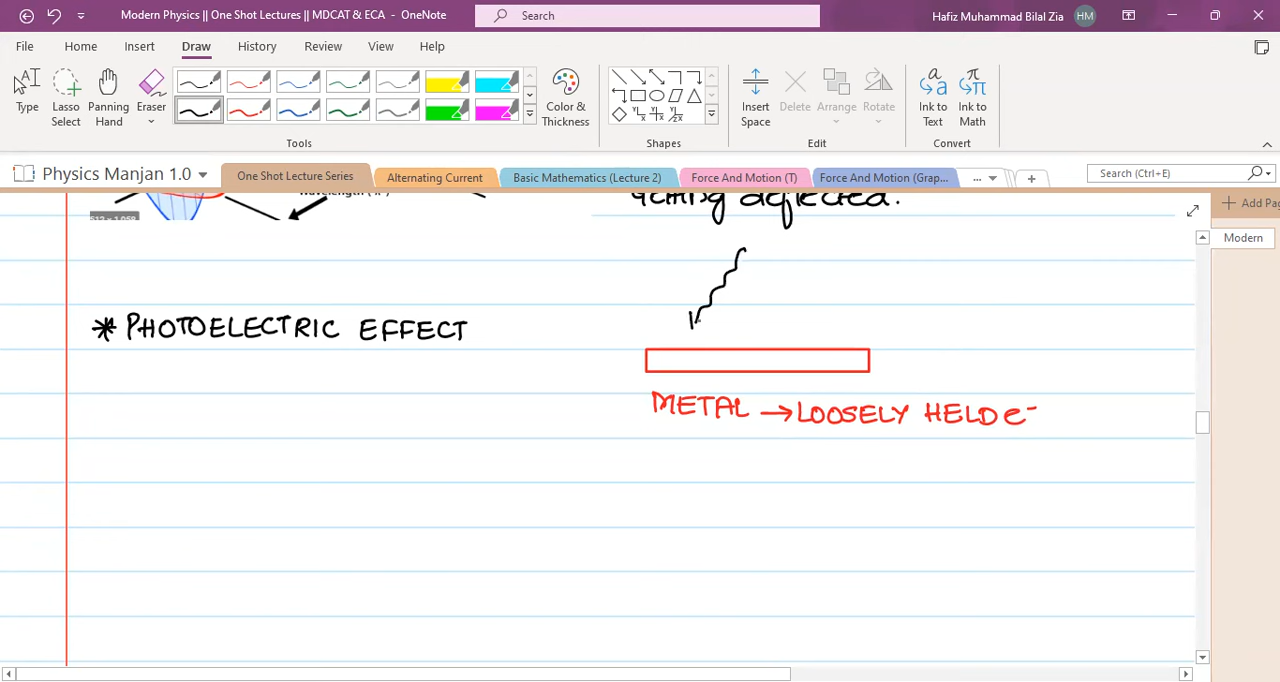 Modern Physics || One Shot Lectures || MDCAT & ECA - OneNote
Search
Hafiz Muhammad Bilal Zia
HM
File Home Insert Draw History Review View Help
Type
Lasso Select
Panning Hand
Eraser
Color & Thickness
Insert Space
Delete
Arrange
Rotate
Ink to Text
Ink to Math
Tools
Shapes
Edit
Convert
Physics Manjan 1.0
One Shot Lecture Series
Alternating Current
Basic Mathematics (Lecture 2)
Force And Motion (T)
Force And Motion (Grap...
...
Search (Ctrl+E)
Add Pag
Modern
deflected.
* PHOTOELECTRIC EFFECT
METAL → LOOSELY HELD e-